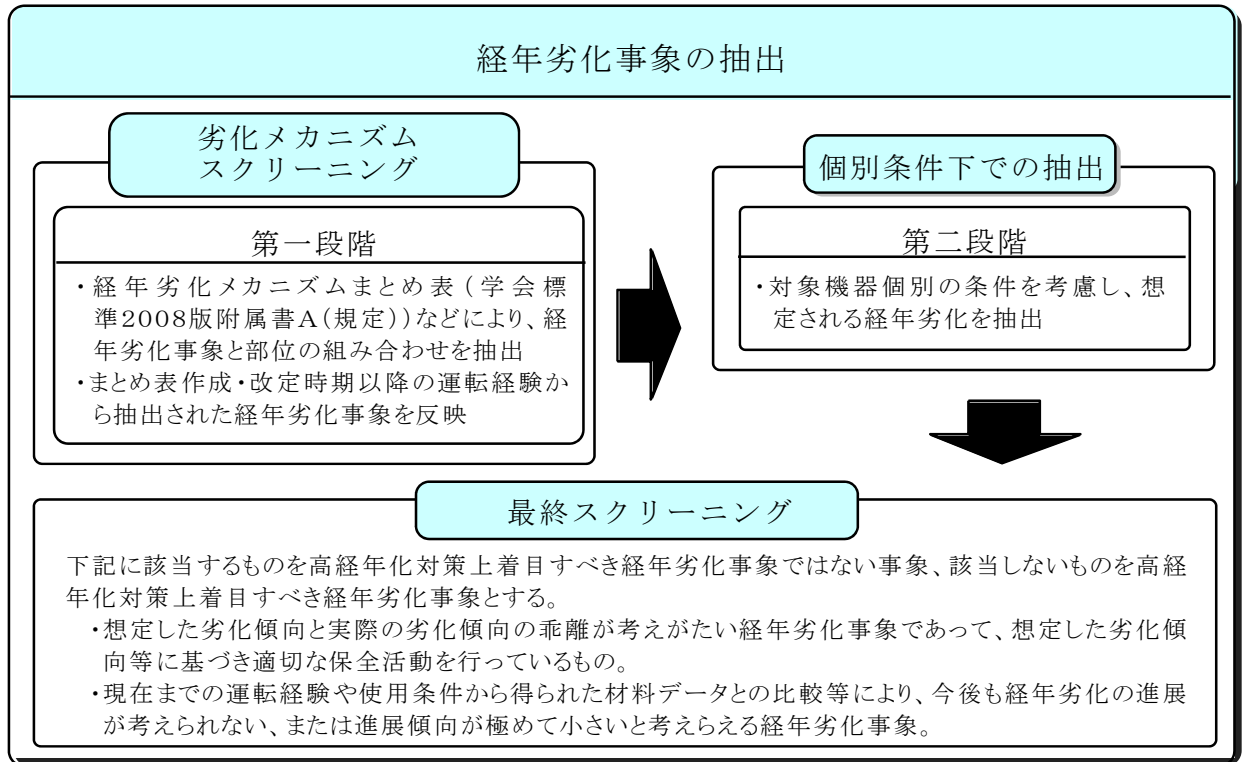 経年劣化事象の抽出
劣化メカニズム
スクリーニング
第一段階
・経年劣化メカニズムまとめ表(学会標
準2008版附属書A(規定))などにより、経
年劣化事象と部位の組み合わせを抽出
・まとめ表作成・改定時期以降の運転経験か
ら抽出された経年劣化事象を反映
個別条件下での抽出
第二段階
・対象機器個別の条件を考慮し、想
定される経年劣化を抽出
最終スクリーニング
下記に該当するものを高経年化対策上着目すべき経年劣化事象ではない事象、該当しないものを高経
年化対策上着目すべき経年劣化事象とする。
・想定した劣化傾向と実際の劣化傾向の乖離が考えがたい経年劣化事象であって、想定した劣化傾
向等に基づき適切な保全活動を行っているもの。
・現在までの運転経験や使用条件から得られた材料データとの比較等により、今後も経年劣化の進展
が考えられない、または進展傾向が極めて小さいと考えらえる経年劣化事象。